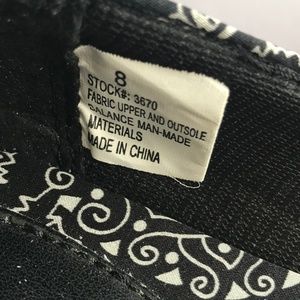 8
STOCK#: 3670
FABRIC UPPER AND OUTSOLE
BALANCE MAN-MADE
MATERIALS
MADE IN CHINA